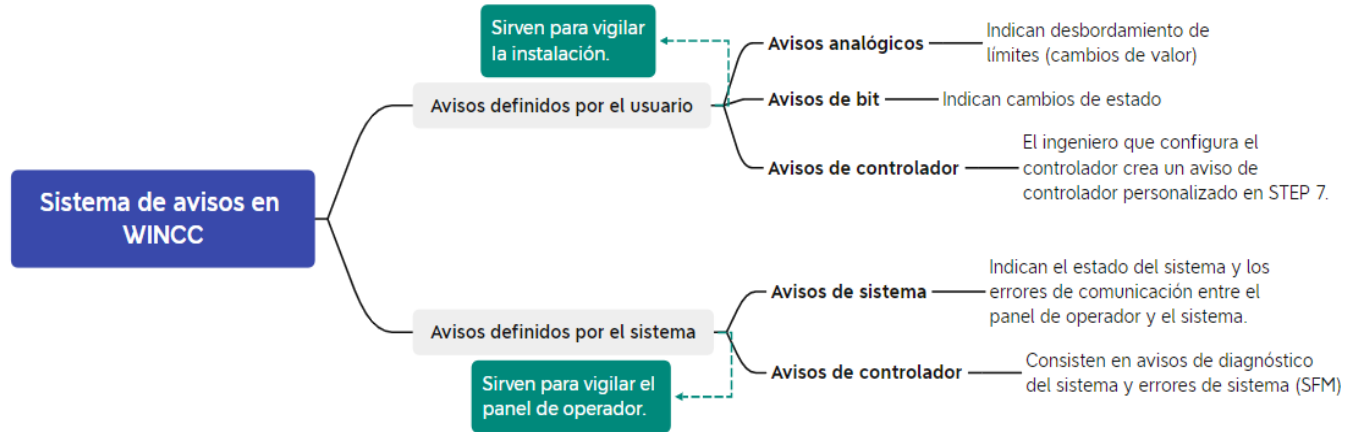 Sistema de avisos en
WINCC
Avisos definidos por el usuario
Sirven para vigilar
la instalación.
Avisos analógicos
Indican desbordamiento de
límites (cambios de valor)
Avisos de bit
Indican cambios de estado
Avisos de controlador
El ingeniero que configura el
controlador crea un aviso de
controlador personalizado en STEP 7.
Avisos definidos por el sistema
Sirven para vigilar el
panel de operador.
Avisos de sistema
Indican el estado del sistema y los
errores de comunicación entre el
panel de operador y el sistema.
Avisos de controlador
Consisten en avisos de diagnóstico
del sistema y errores de sistema (SFM)